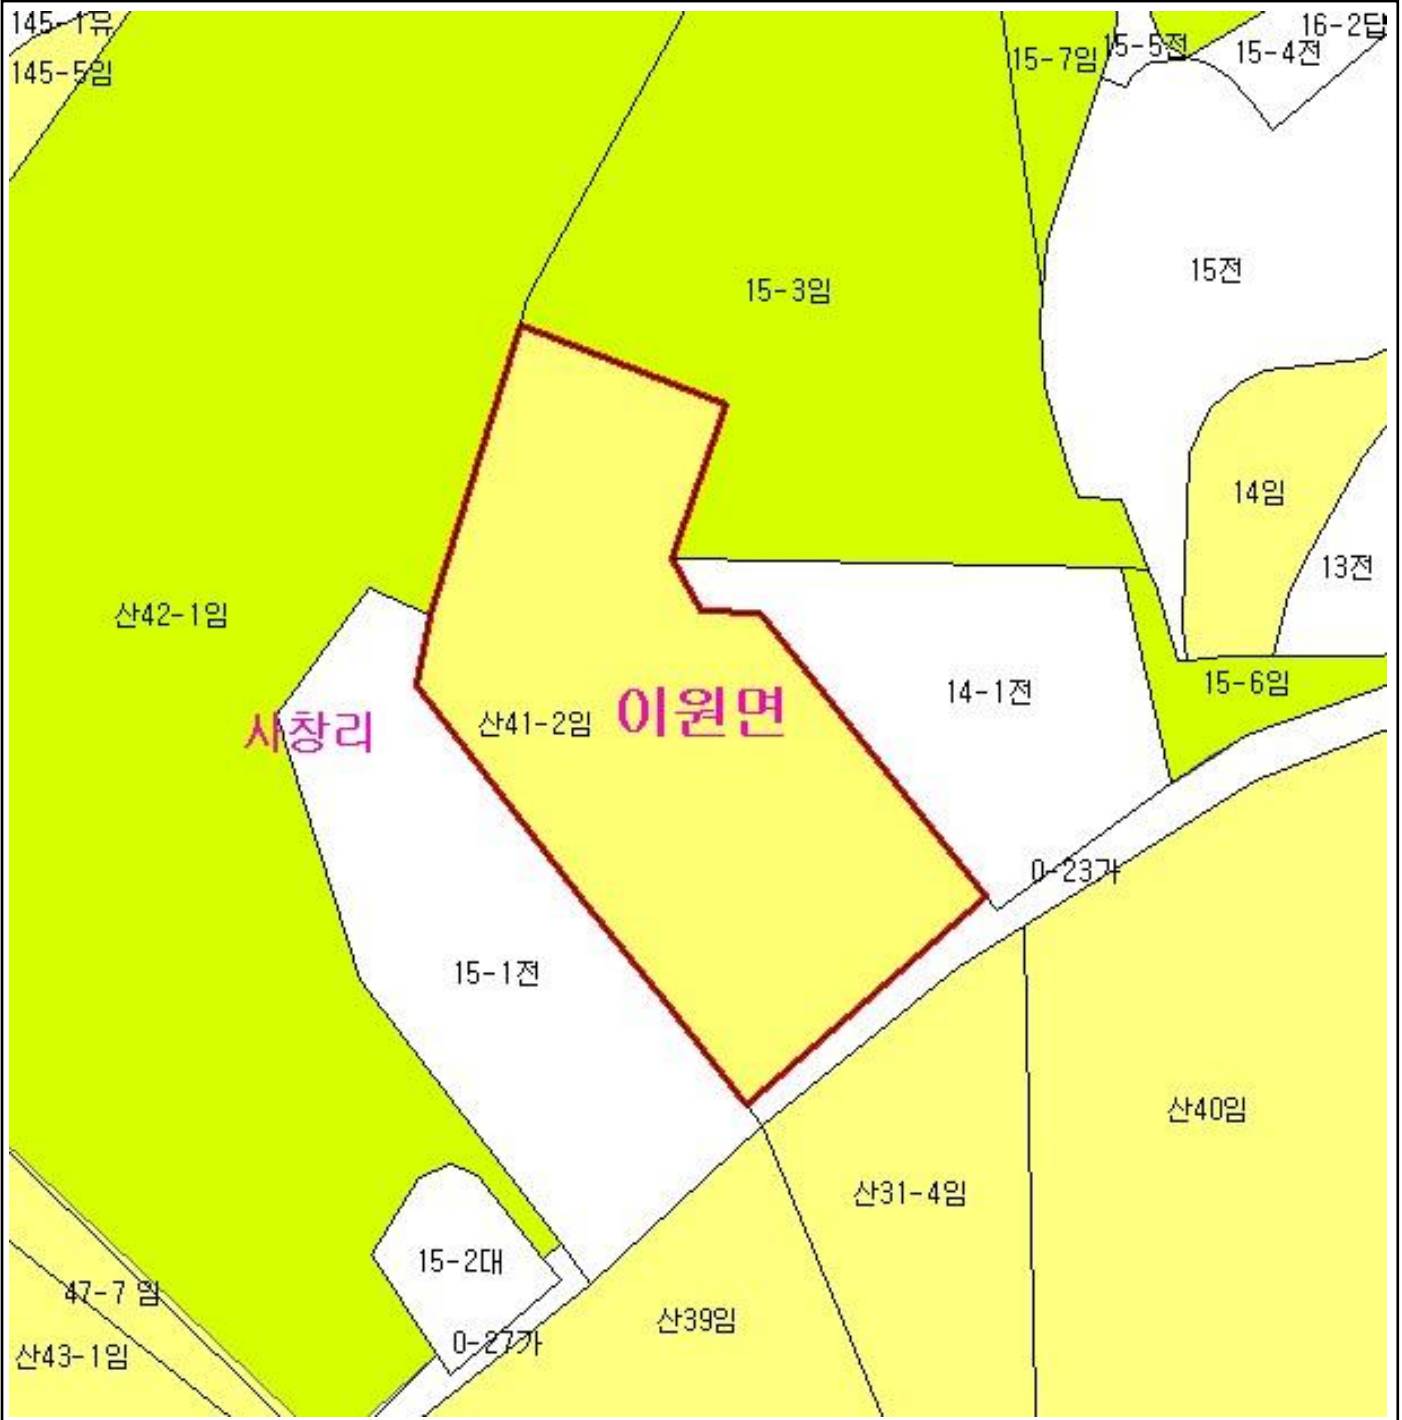 145-1유
16-2답
15-5전
15-4전
15-7임
145-5임
15전
15-3임
14임
13전
산42-1임
15-6임
14-1전
이원면
산41-2임
사창리
0-23가
15-1전
산40임
산31-4임
15-2대
47-7 임
산39임
0-27가
산43-1임